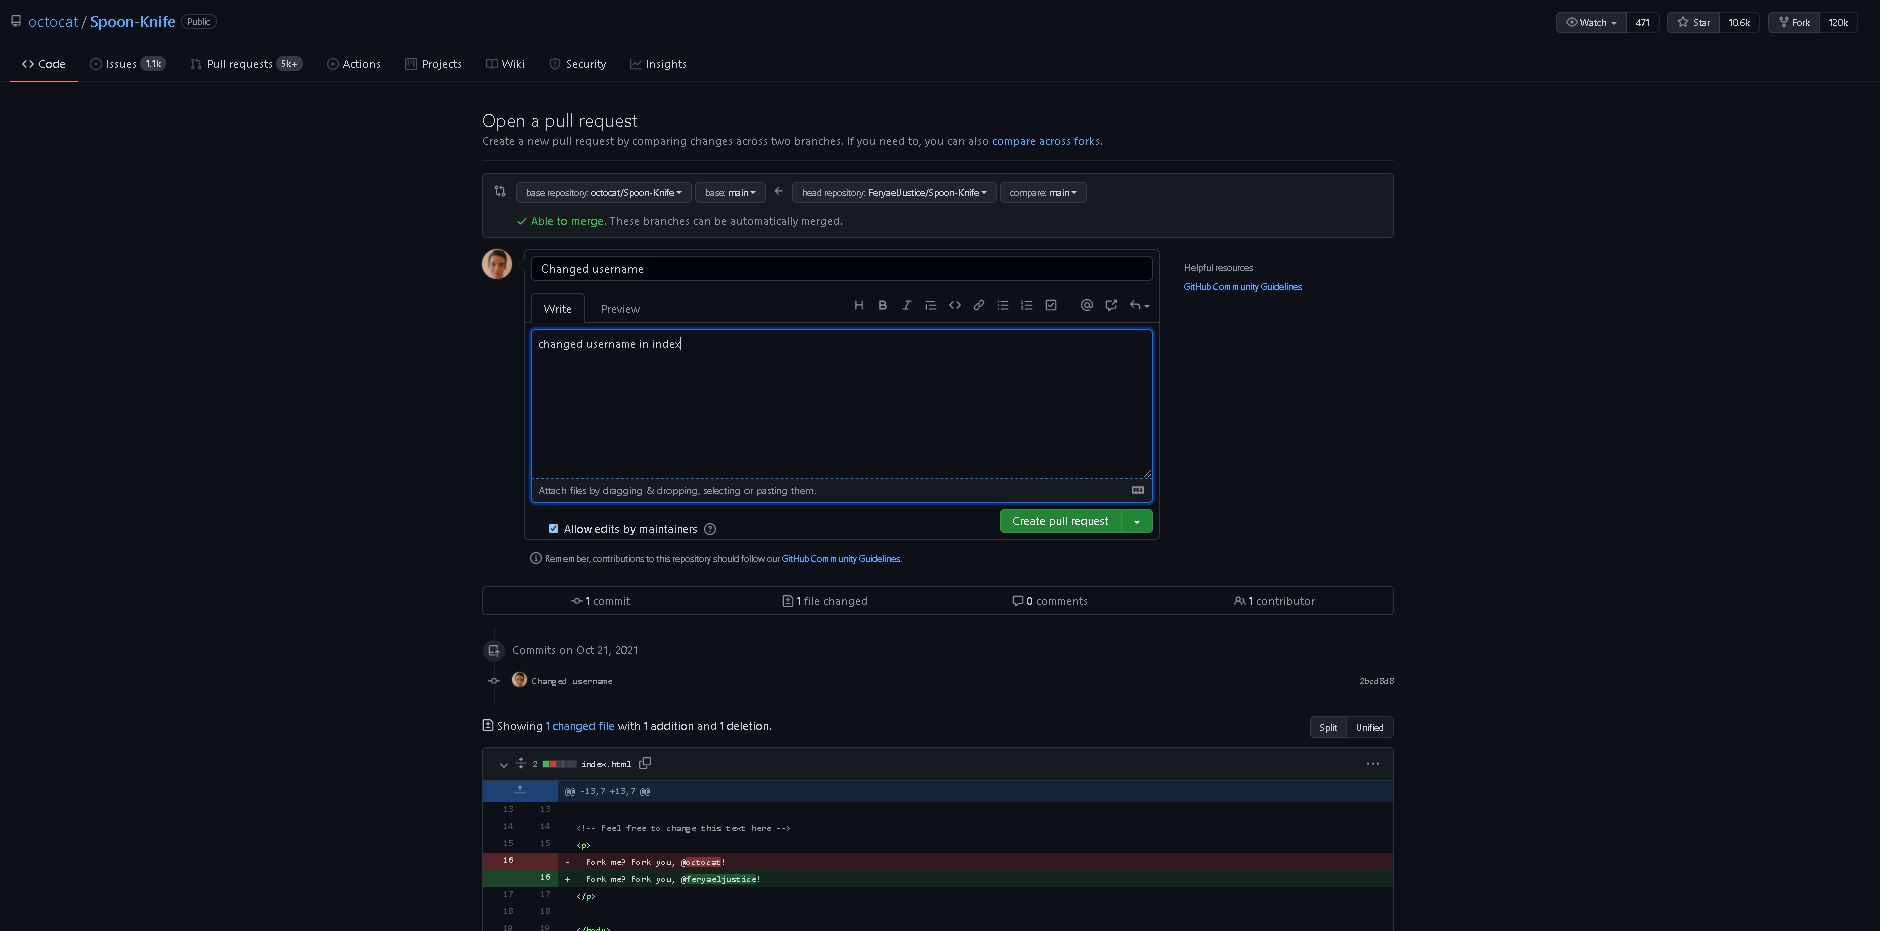 octocat / Spoon-Knife Public
Watch 471 Star 10.6k Fork 120k
Code Issues 1.1k Pull requests 5k+ Actions Projects Wiki Security Insights
Open a pull request
Create a new pull request by comparing changes across two branches. If you need to, you can also compare across forks.
base repository: octocat/Spoon-Knife base: main ← head repository: FeryaelJustice/Spoon-Knife compare: main
✓ Able to merge. These branches can be automatically merged.
Changed username
Helpful resources
GitHub Community Guidelines
Write Preview
changed username in index
Attach files by dragging & dropping, selecting or pasting them.
Allow edits by maintainers
Create pull request
Remember, contributions to this repository should follow our GitHub Community Guidelines.
1 commit 1 file changed 0 comments 1 contributor
Commits on Oct 21, 2021
Changed username 2bcd8d8
Showing 1 changed file with 1 addition and 1 deletion.
Split Unified
2 index.html
@@ -13,7 +13,7 @@
13 13
14 14 <!-- Feel free to change this text here -->
15 15 <p>
16 - Fork me? Fork you, @octocat!
16 + Fork me? Fork you, @feryaeljustice!
17 17 </p>
18 18
19 19 </body>